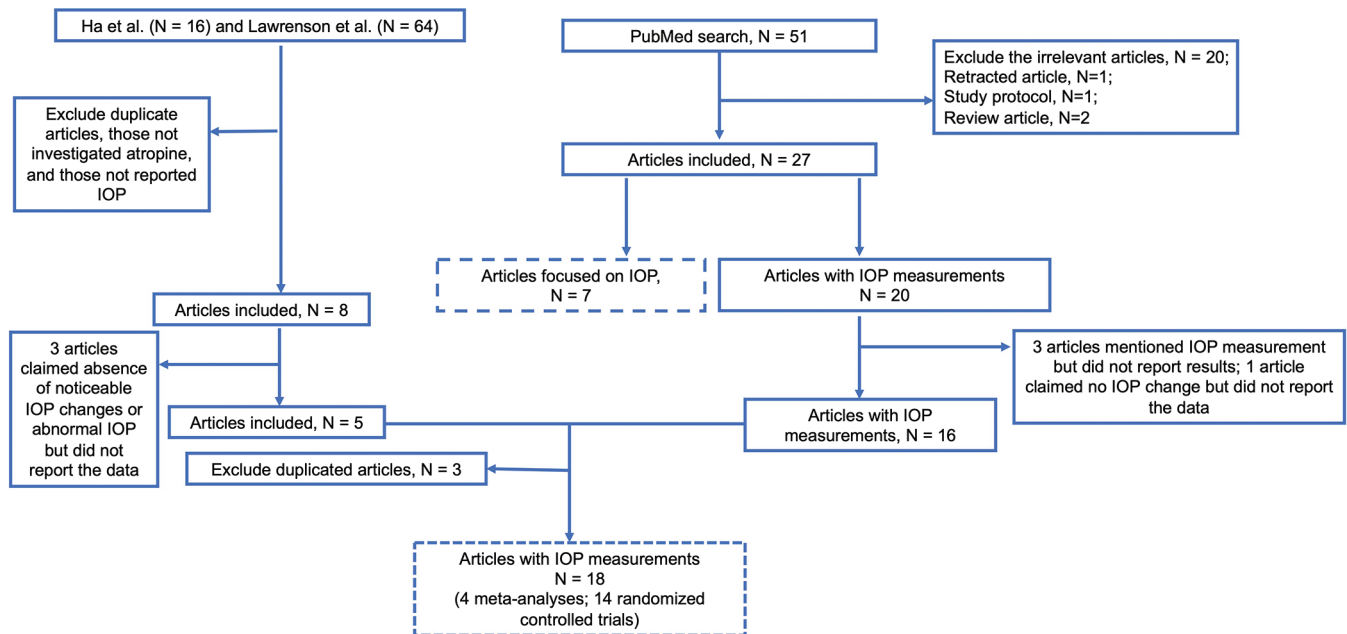 Ha et al. (N = 16) and Lawrenson et al. (N = 64)
PubMed search, N = 51
Exclude the irrelevant articles, N = 20;
Retracted article, N=1;
Study protocol, N=1;
Review article, N=2
Exclude duplicate
articles, those not
investigated atropine,
and those not reported
IOP
Articles included, N = 27
Articles focused on IOP,
N = 7
Articles with IOP measurements
N = 20
Articles included, N = 8
3 articles
claimed absence
of noticeable
IOP changes or
abnormal IOP
but did not
report the data
3 articles mentioned IOP measurement
but did not report results; 1 article
claimed no IOP change but did not report
the data
Articles included, N = 5
Articles with IOP
measurements, N = 16
Exclude duplicated articles, N = 3
Articles with IOP measurements
N = 18
(4 meta-analyses; 14 randomized
controlled trials)